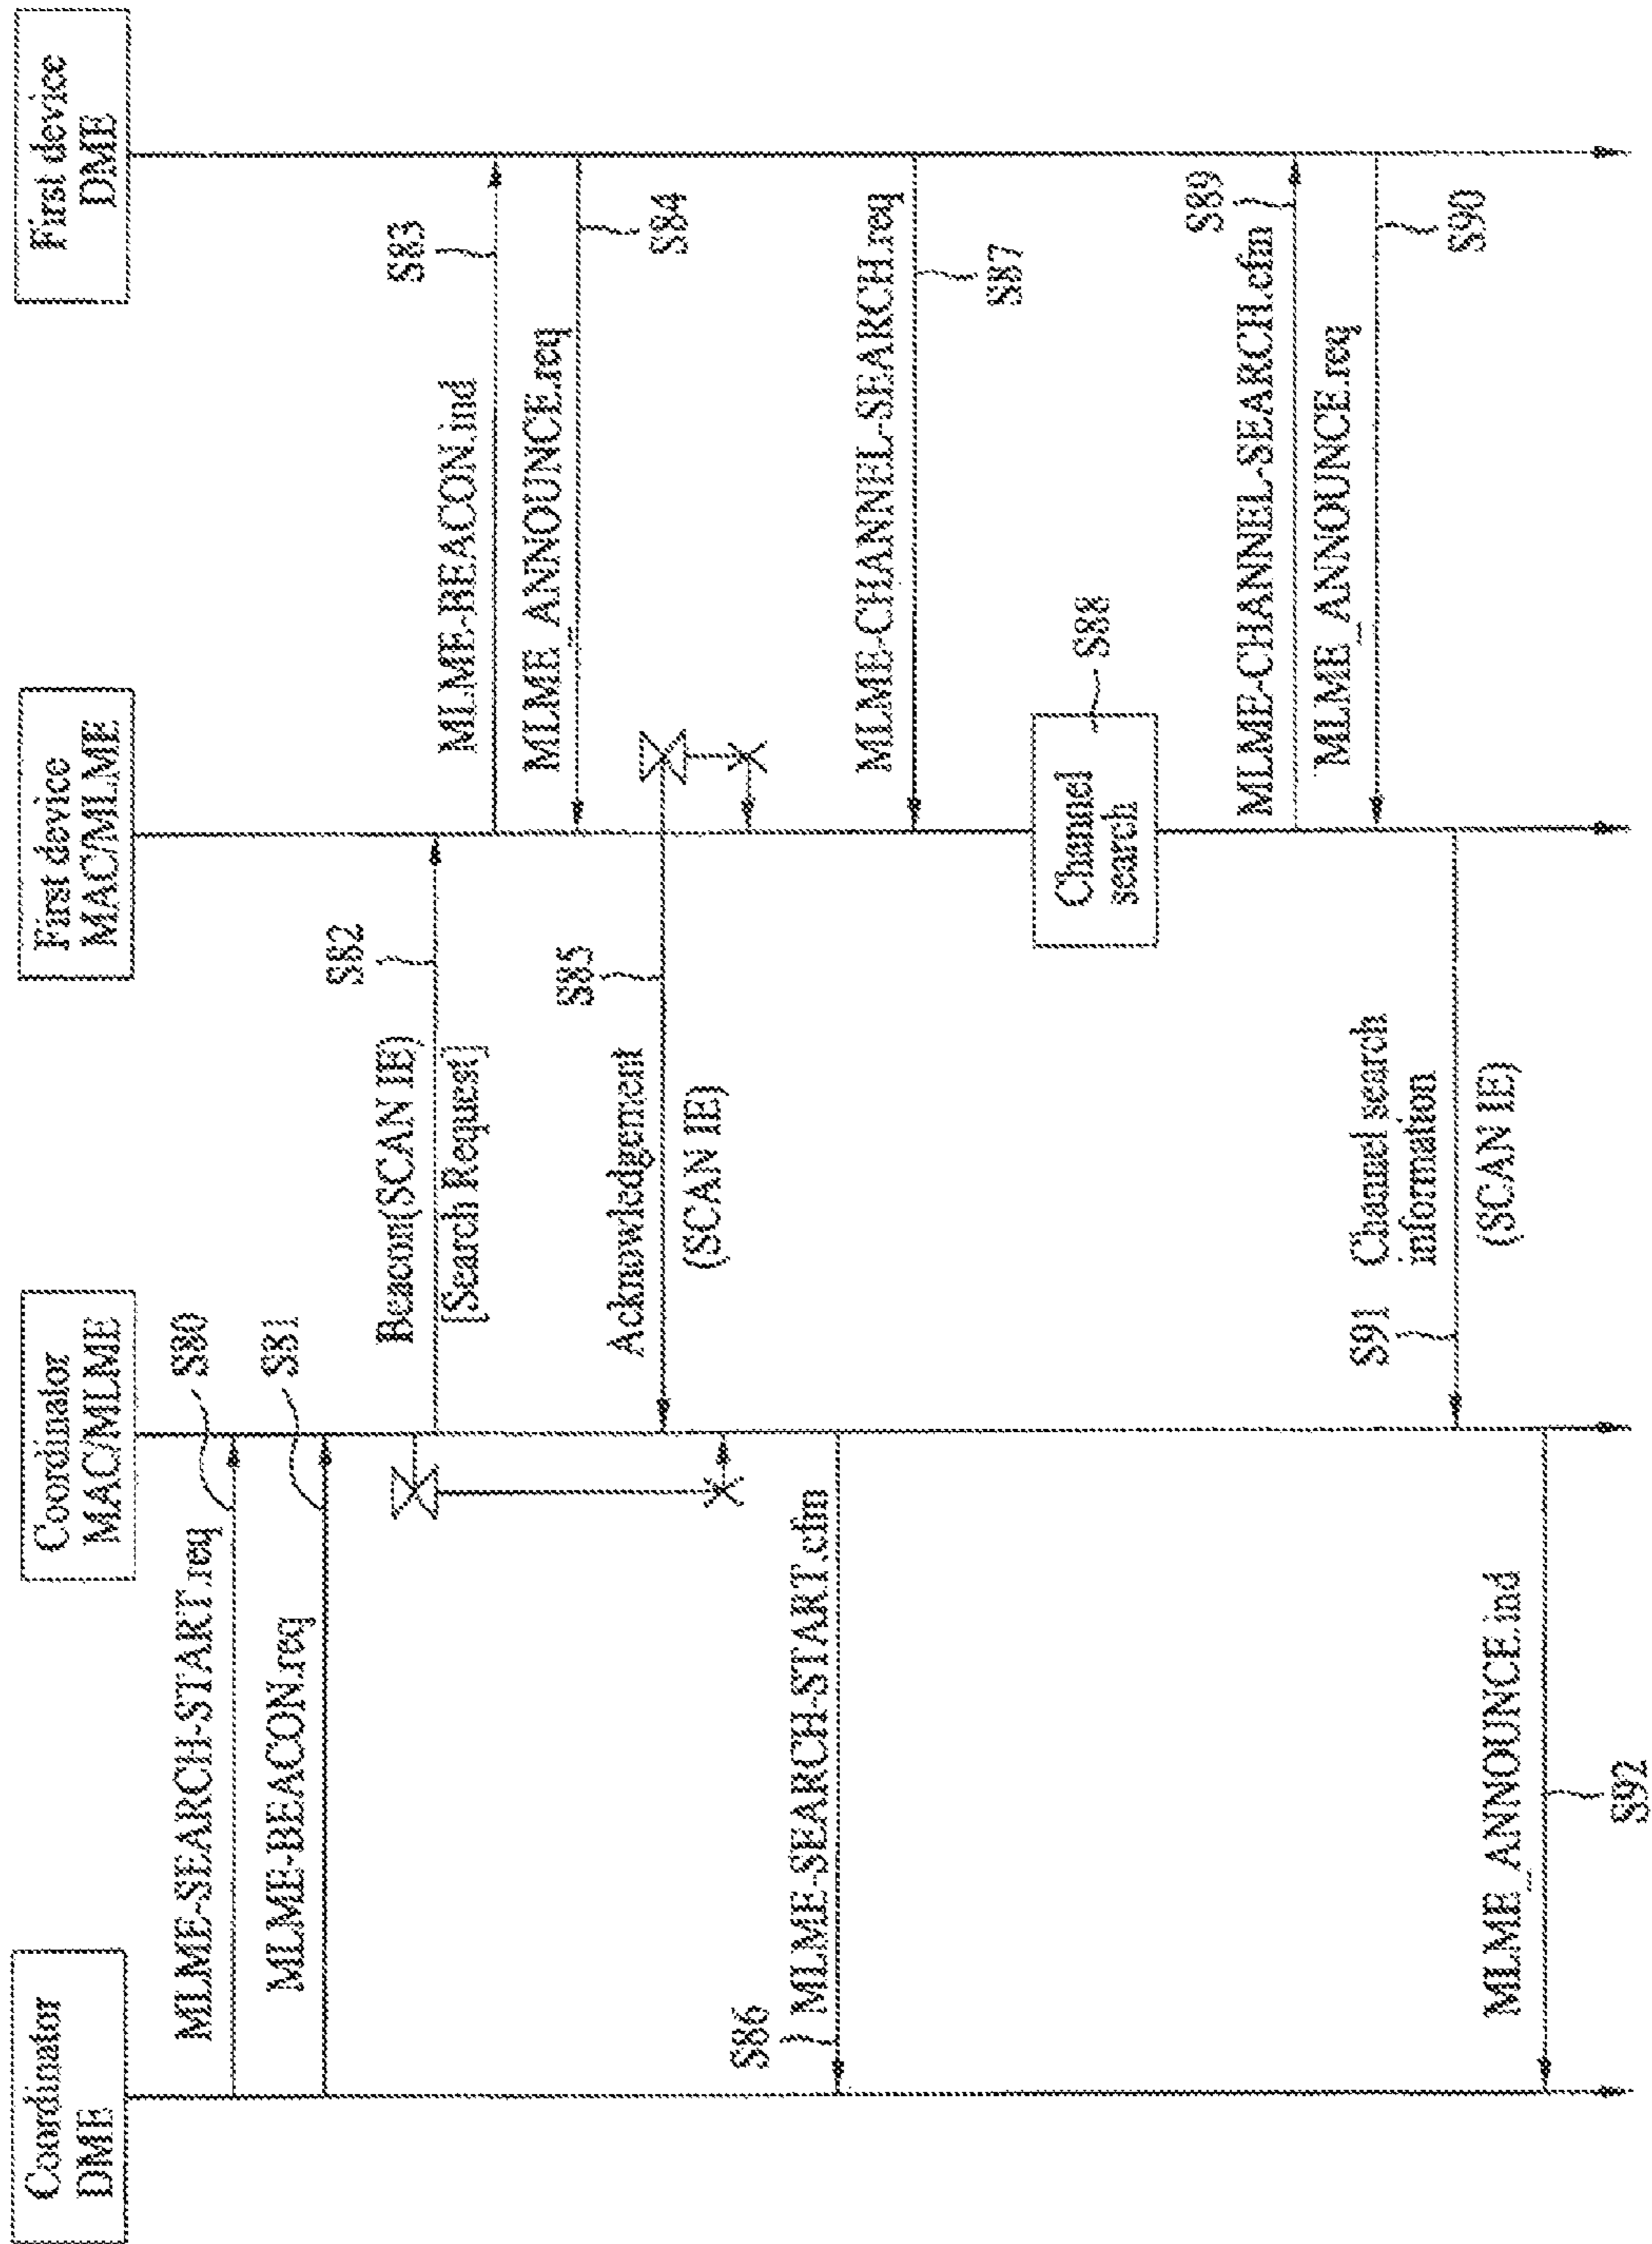 Coordinator
DME
Coordinator
MAC/MLME
First device
MAC/MLME
First device
DME
MLME-SEARCH-START.req
S80
MLME-BEACON.req
S81
Beacon(SCAN IE)
[Search Request]
S82
MLME-BEACON.ind
S83
MLME_ANNOUNCE.req
S84
Acknowledgement
(SCAN IE)
S85
S86
MLME-SEARCH-START.cfm
MLME-CHANNEL-SEARCH.req
S87
Channel
search
S88
MLME-CHANNEL-SEARCH.cfm
S89
MLME_ANNOUNCE.req
S90
S91
Channel search
information
(SCAN IE)
MLME_ANNOUNCE.ind
S92